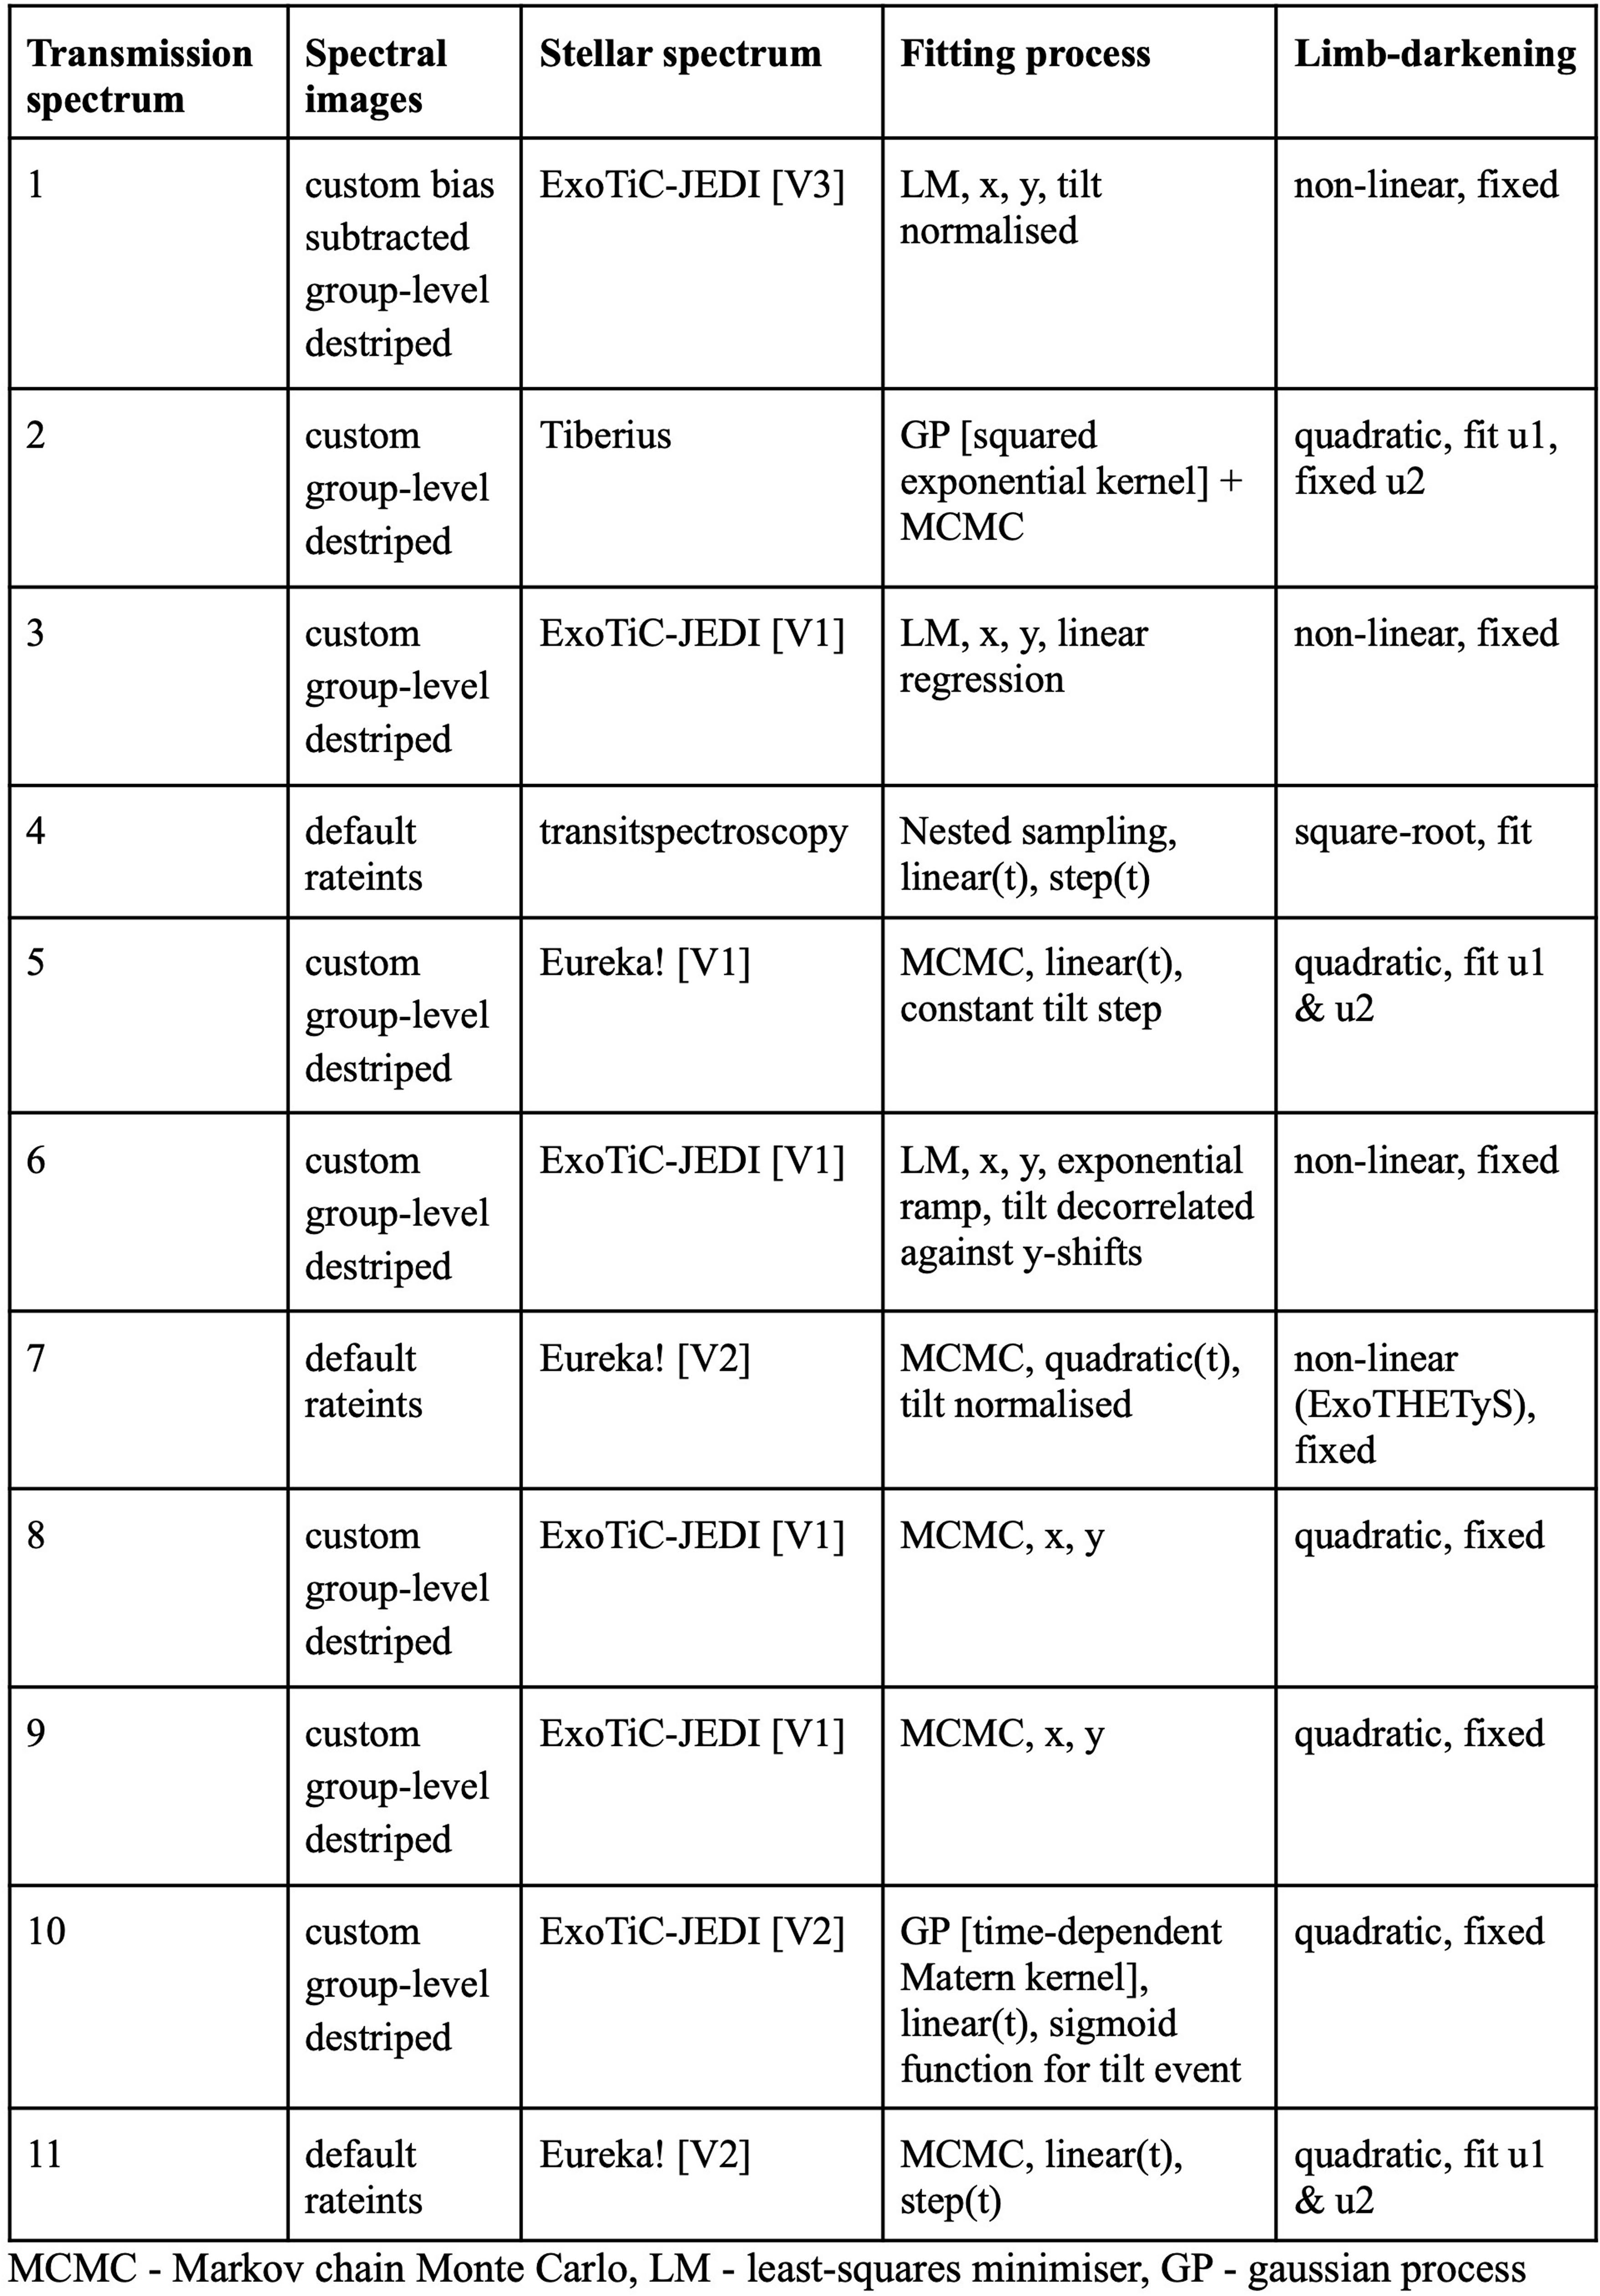 Transmission spectrum
Spectral images
Stellar spectrum
Fitting process
Limb-darkening
1
custom bias
subtracted
group-level
destriped
ExoTiC-JEDI [V3]
LM, x, y, tilt
normalised
non-linear, fixed
2
custom
group-level
destriped
Tiberius
GP [squared
exponential kernel] +
MCMC
quadratic, fit u1,
fixed u2
3
custom
group-level
destriped
ExoTiC-JEDI [V1]
LM, x, y, linear
regression
non-linear, fixed
4
default
rateints
transitspectroscopy
Nested sampling,
linear(t), step(t)
square-root, fit
5
custom
group-level
destriped
Eureka! [V1]
MCMC, linear(t),
constant tilt step
quadratic, fit u1
& u2
6
custom
group-level
destriped
ExoTiC-JEDI [V1]
LM, x, y, exponential
ramp, tilt decorrelated
against y-shifts
non-linear, fixed
7
default
rateints
Eureka! [V2]
MCMC, quadratic(t),
tilt normalised
non-linear
(ExoTHETyS),
fixed
8
custom
group-level
destriped
ExoTiC-JEDI [V1]
MCMC, x, y
quadratic, fixed
9
custom
group-level
destriped
ExoTiC-JEDI [V1]
MCMC, x, y
quadratic, fixed
10
custom
group-level
destriped
ExoTiC-JEDI [V2]
GP [time-dependent
Matern kernel],
linear(t), sigmoid
function for tilt event
quadratic, fixed
11
default
rateints
Eureka! [V2]
MCMC, linear(t),
step(t)
quadratic, fit u1
& u2
MCMC - Markov chain Monte Carlo, LM - least-squares minimiser, GP - gaussian process